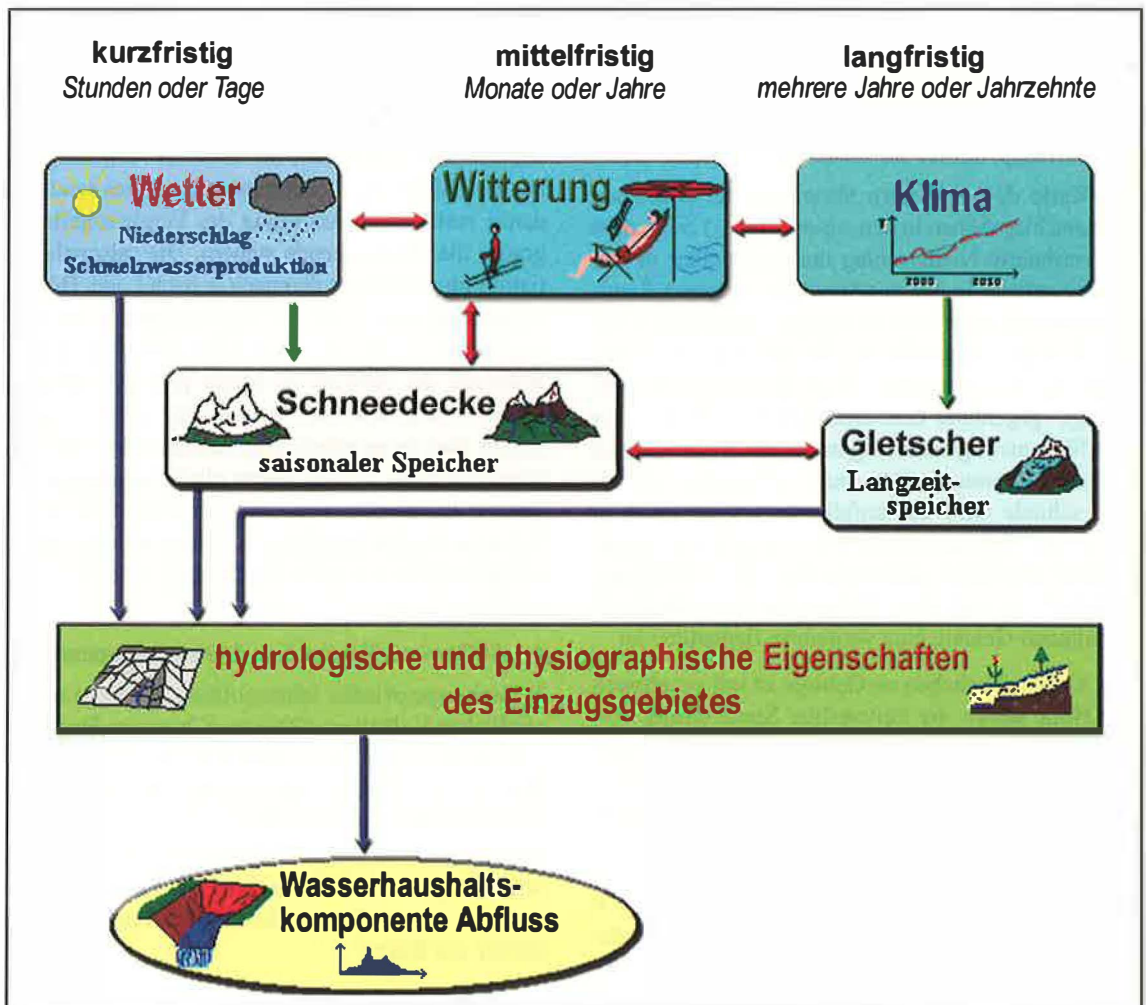 kurzfristig
Stunden oder Tage
mittelfristig
Monate oder Jahre
langfristig
mehrere Jahre oder Jahrzehnte
Wetter
Niederschlag
Schmelzwasserproduktion
Witterung
Klima
T
2000 2050
Schneedecke
saisonaler Speicher
Gletscher
Langzeit-
speicher
hydrologische und physiographische Eigenschaften
des Einzugsgebietes
Wasserhaushalts-
komponente Abfluss